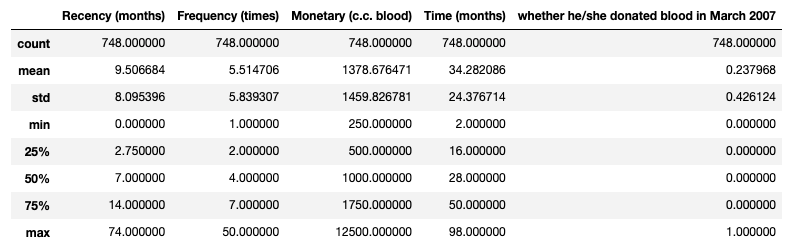 Recency (months) Frequency (times) Monetary (c.c. blood) Time (months) whether he/she donated blood in March 2007
count 748.000000 748.000000 748.000000 748.000000 748.000000
mean 9.506684 5.514706 1378.676471 34.282086 0.237968
std 8.095396 5.839307 1459.826781 24.376714 0.426124
min 0.000000 1.000000 250.000000 2.000000 0.000000
25% 2.750000 2.000000 500.000000 16.000000 0.000000
50% 7.000000 4.000000 1000.000000 28.000000 0.000000
75% 14.000000 7.000000 1750.000000 50.000000 0.000000
max 74.000000 50.000000 12500.000000 98.000000 1.000000